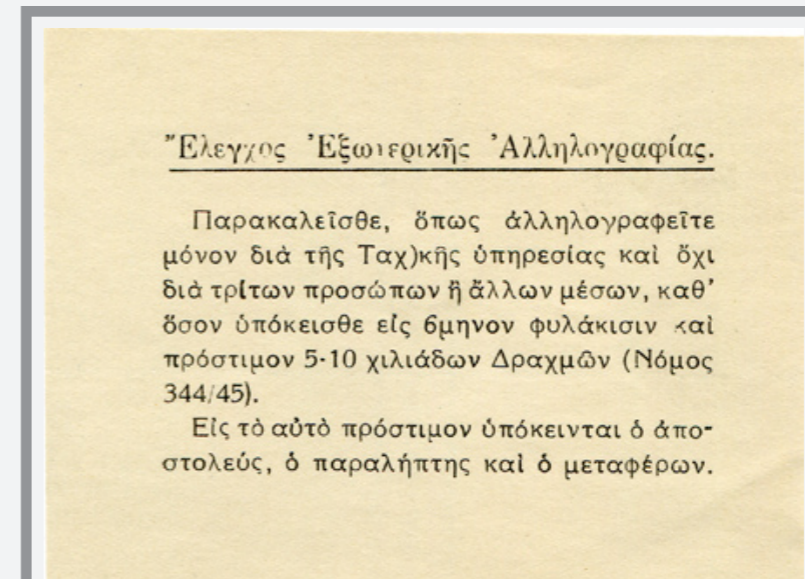 Ἔλεγχος Ἐξωτερικῆς Ἀλληλογραφίας.
Παρακαλεῖσθε, ὅπως ἀλληλογραφεῖτε
μόνον διὰ τῆς Ταχ)κῆς ὑπηρεσίας καὶ ὄχι
διὰ τρίτων προσώπων ἢ ἄλλων μέσων, καθ’
ὅσον ὑπόκεισθε εἰς 6μηνον φυλάκισιν καὶ
πρόστιμον 5-10 χιλιάδων Δραχμῶν (Νόμος
344/45).
Εἰς τὸ αὐτὸ πρόστιμον ὑπόκεινται ὁ ἀπο-
στολεύς, ὁ παραλήπτης καὶ ὁ μεταφέρων.